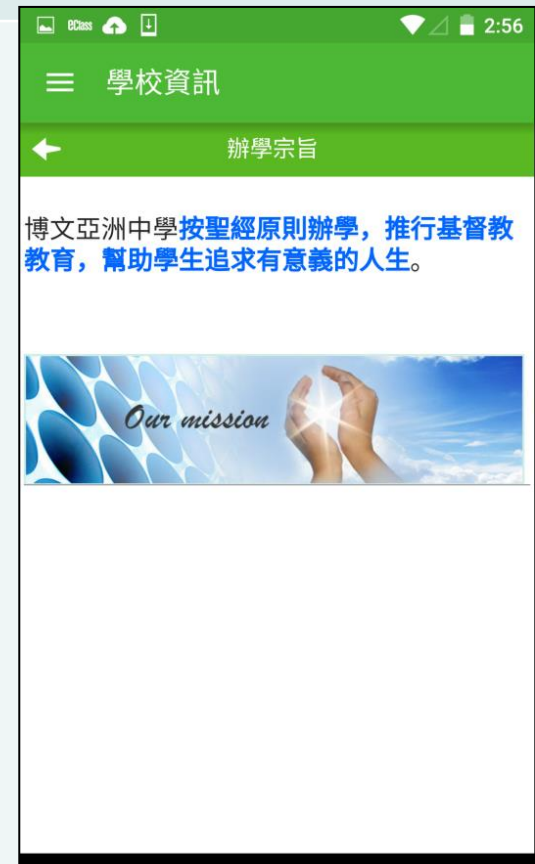 eClass
2:56
學校資訊
辦學宗旨
博文亞洲中學按聖經原則辦學，推行基督教
教育，幫助學生追求有意義的人生。
Our mission